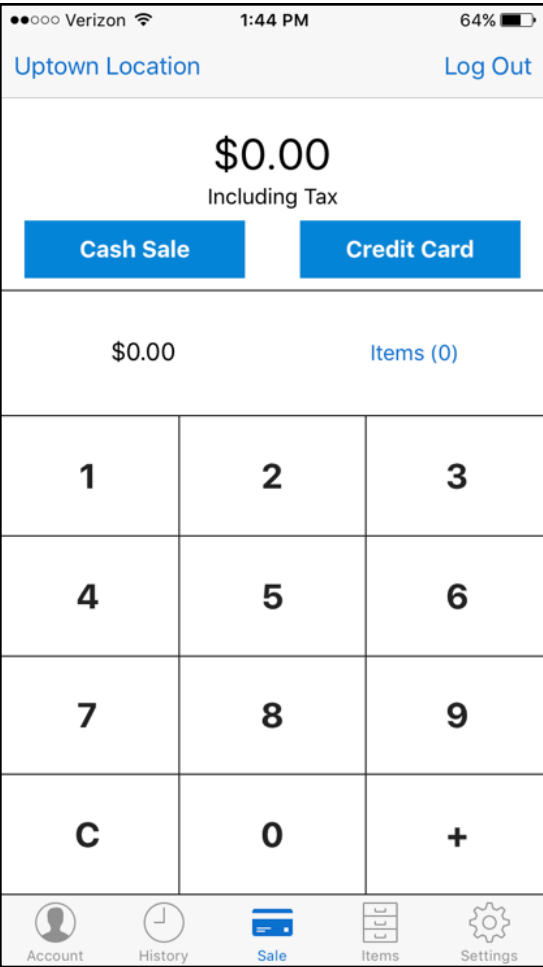 ●●○○○ Verizon 1:44 PM 64%
Uptown Location Log Out
$0.00
Including Tax
Cash Sale Credit Card
$0.00 Items (0)
1 2 3
4 5 6
7 8 9
C 0 +
Account History Sale Items Settings